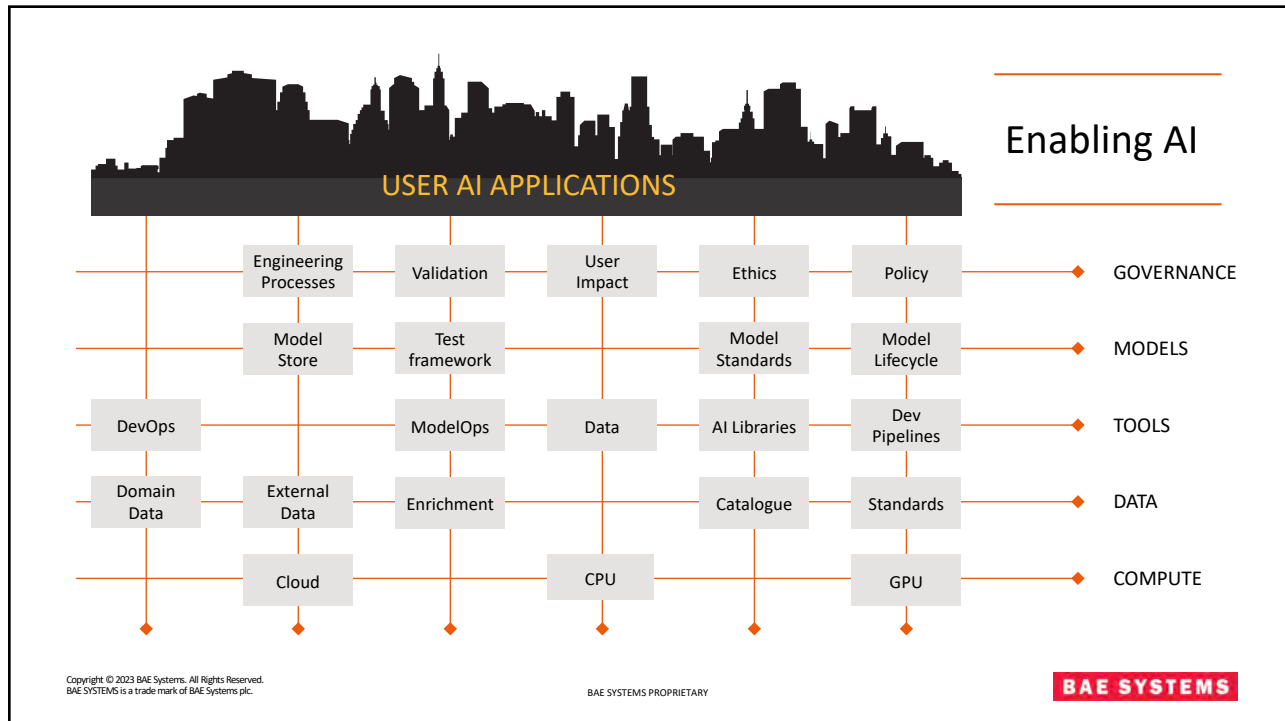 Enabling AI
USER AI APPLICATIONS
Engineering
Processes
Validation
User
Impact
Ethics
Policy
GOVERNANCE
Model
Store
Test
framework
Model
Standards
Model
Lifecycle
MODELS
DevOps
ModelOps
Data
AI Libraries
Dev
Pipelines
TOOLS
Domain
Data
External
Data
Enrichment
Catalogue
Standards
DATA
Cloud
CPU
GPU
COMPUTE
Copyright © 2023 BAE Systems. All Rights Reserved.
BAE SYSTEMS is a trade mark of BAE Systems plc.
BAE SYSTEMS PROPRIETARY
BAE SYSTEMS